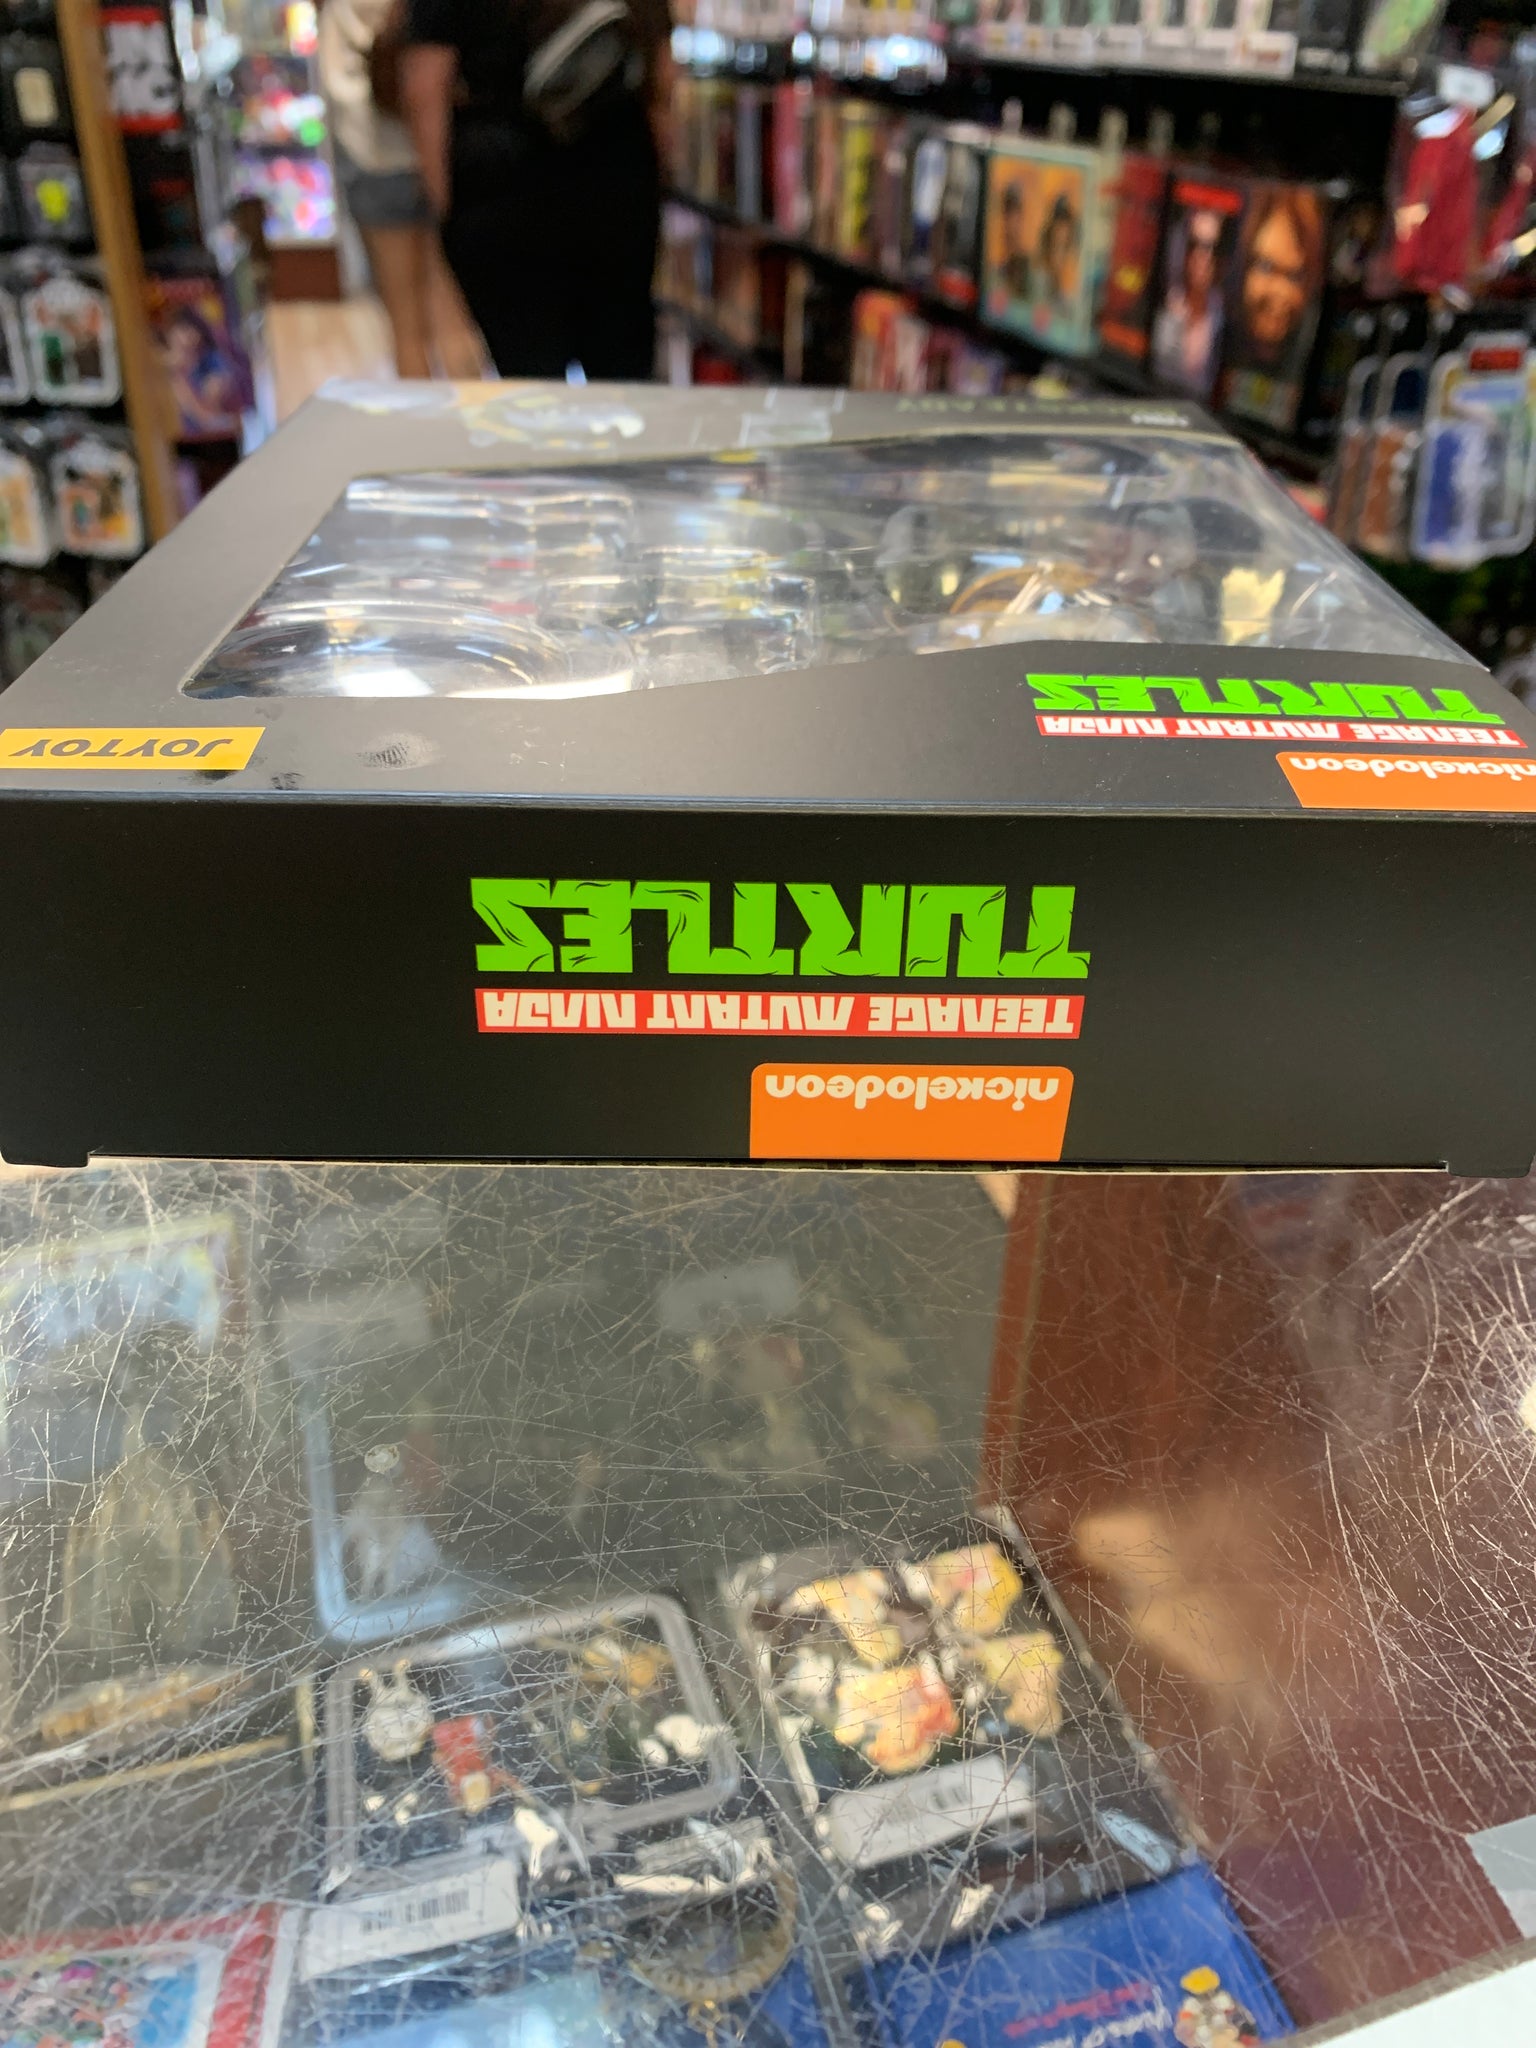 JOYTOY
nickelodeon
TEENAGE MUTANT NINJA
TURTLES
nickelodeon
TEENAGE MUTANT NINJA
TURTLES